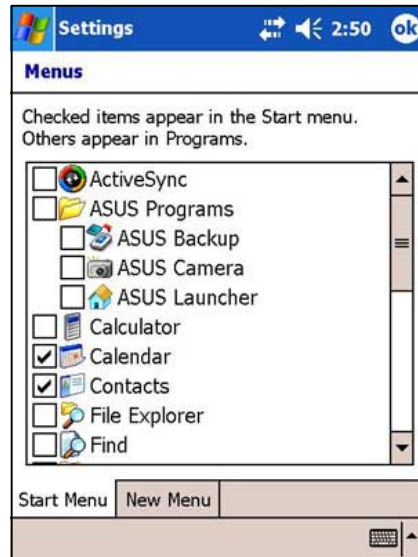 Settings 2:50 ok
Menus
Checked items appear in the Start menu.
Others appear in Programs.
ActiveSync
ASUS Programs
ASUS Backup
ASUS Camera
ASUS Launcher
Calculator
Calendar
Contacts
File Explorer
Find
Start Menu New Menu